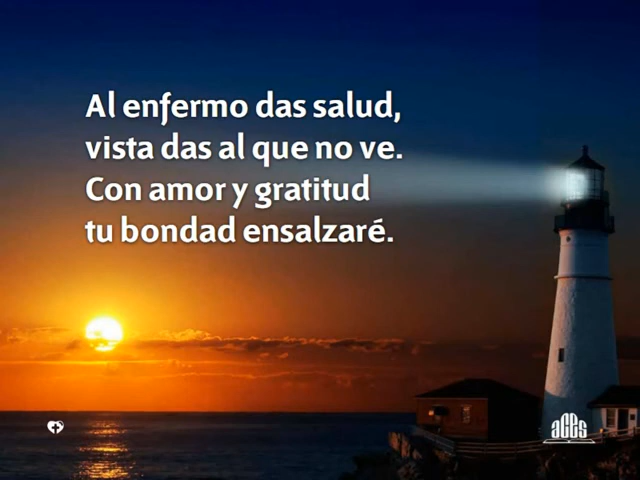 Al enfermo das salud,
vista das al que no ve.
Con amor y gratitud
tu bondad ensalzaré.
aces